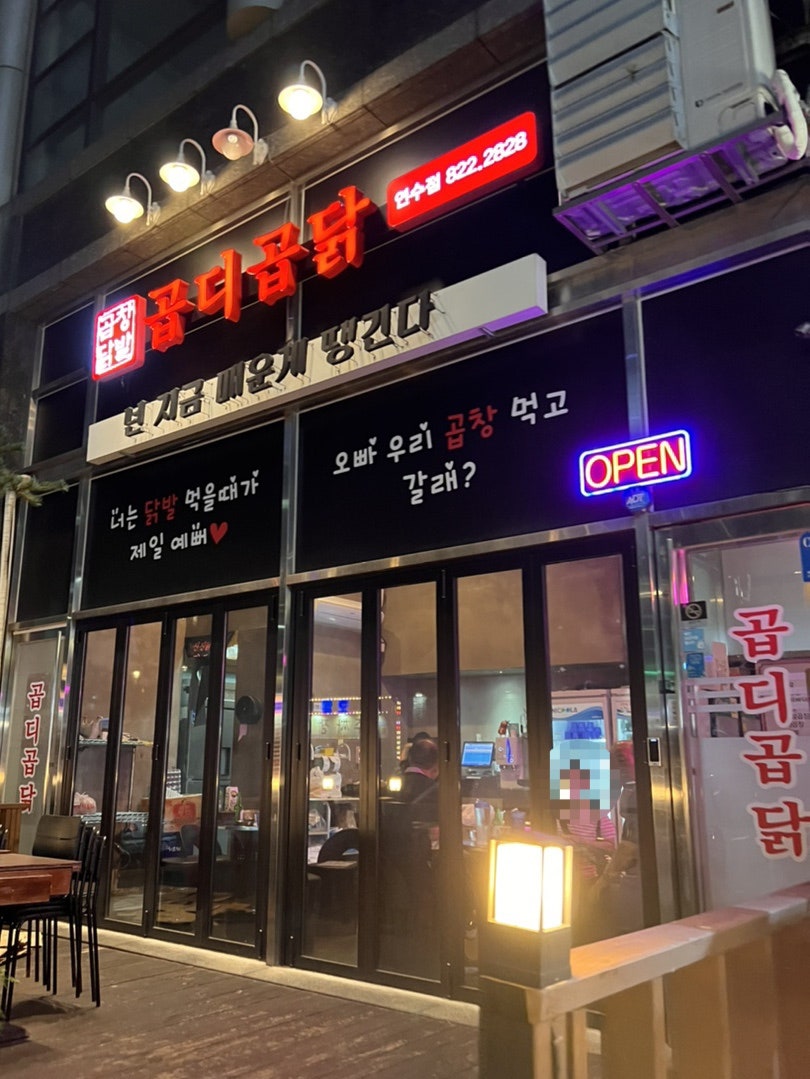 연수점 822.2828
곱창
닭발
곱디곱닭
넌 지금 매운게 땡긴다
너는 닭발 먹을때가
제일 예뻐♥
오빠 우리 곱창 먹고
갈래?
OPEN
ADT
곱디곱닭
곱디곱닭